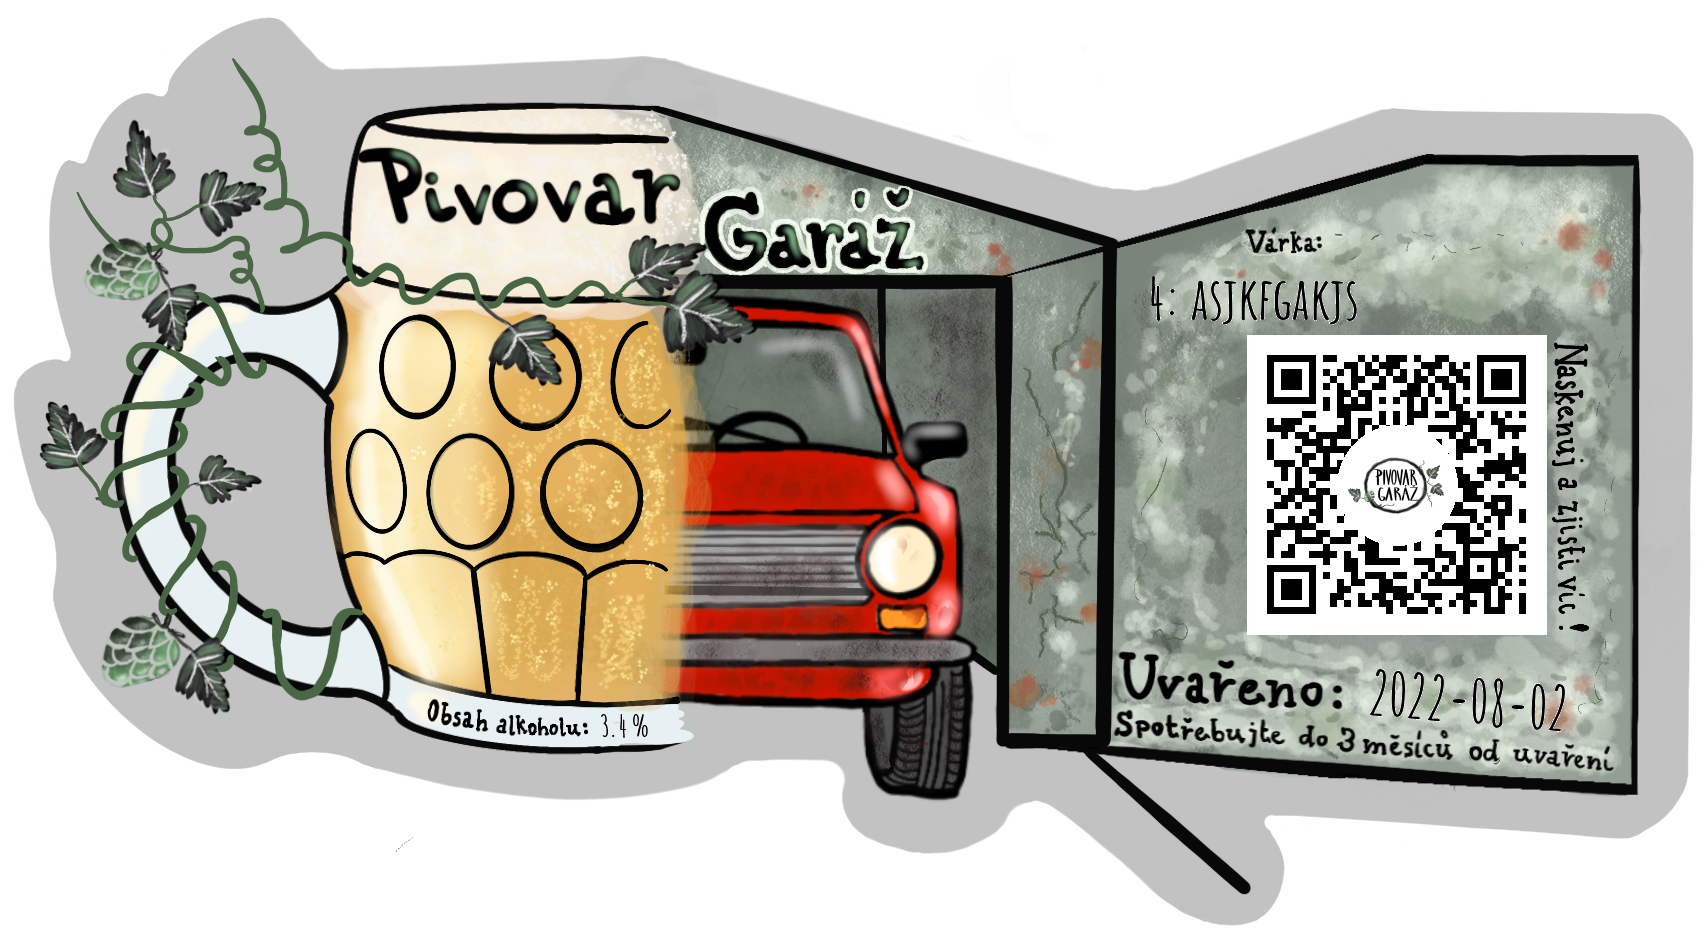 Pivovar
Garáž
Várka:
4: ASJKFGAKJS
PIVOVAR
GARÁŽ
Naskenuj a zjisti víc!
Uvařeno: 2022-08-02
Spotřebujte do 3 měsíců od uvaření
Obsah alkoholu: 3.4%